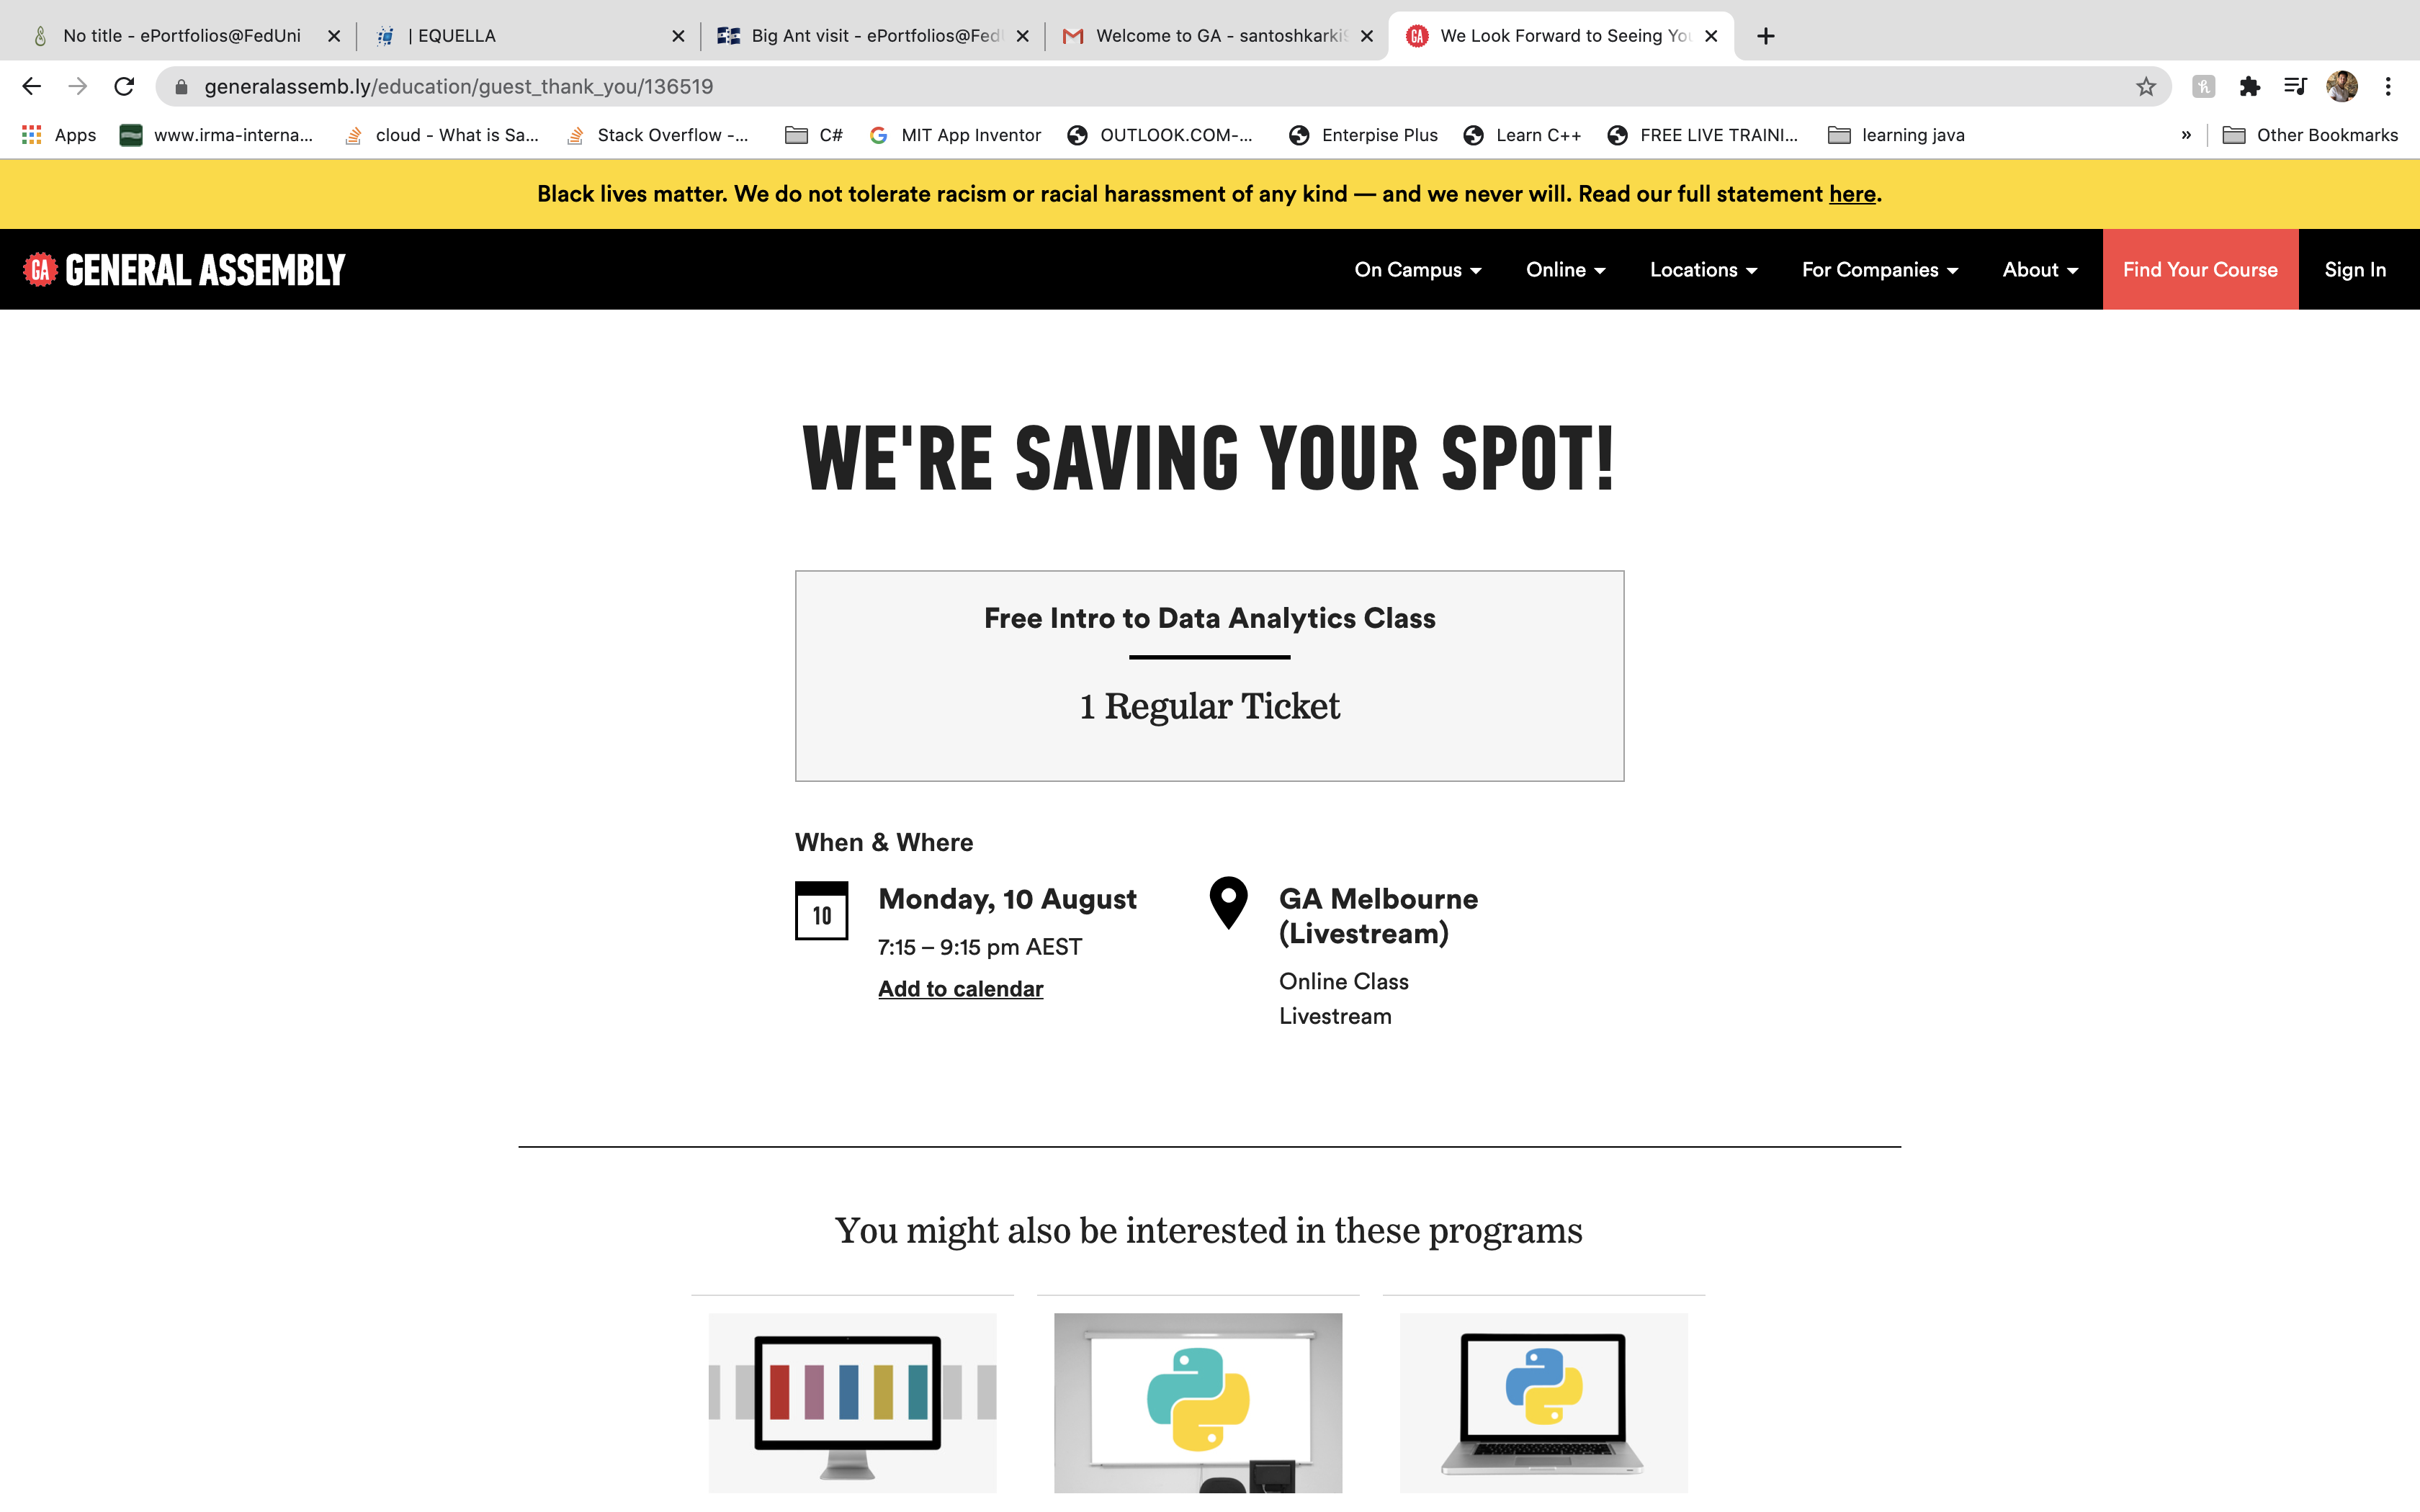 No title - ePortfolios@FedUni
| EQUELLA
Big Ant visit - ePortfolios@Fed
Welcome to GA - santoshkarki
We Look Forward to Seeing You
generalassemb.ly/education/guest_thank_you/136519
Apps
www.irma-interna...
cloud - What is Sa...
Stack Overflow -...
C#
MIT App Inventor
OUTLOOK.COM-...
Enterpise Plus
Learn C++
FREE LIVE TRAINI...
learning java
»
Other Bookmarks
Black lives matter. We do not tolerate racism or racial harassment of any kind — and we never will. Read our full statement here.
GA GENERAL ASSEMBLY
On Campus
Online
Locations
For Companies
About
Find Your Course
Sign In
WE'RE SAVING YOUR SPOT!
Free Intro to Data Analytics Class
1 Regular Ticket
When & Where
10
Monday, 10 August
7:15 – 9:15 pm AEST
Add to calendar
GA Melbourne
(Livestream)
Online Class
Livestream
You might also be interested in these programs